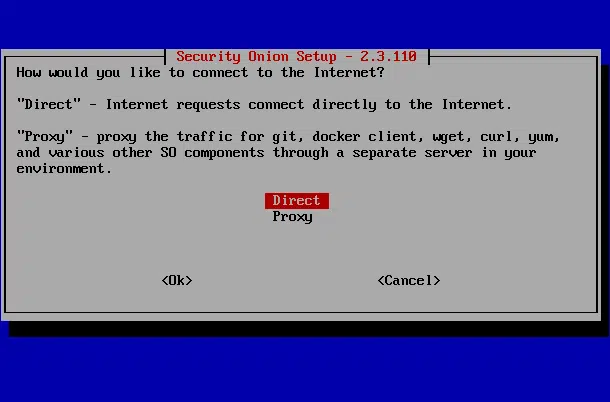 Security Onion Setup - 2.3.110
How would you like to connect to the Internet?
"Direct" - Internet requests connect directly to the Internet.
"Proxy" - proxy the traffic for git, docker client, wget, curl, yum,
and various other SO components through a separate server in your
environment.
Direct
Proxy
<Ok> <Cancel>